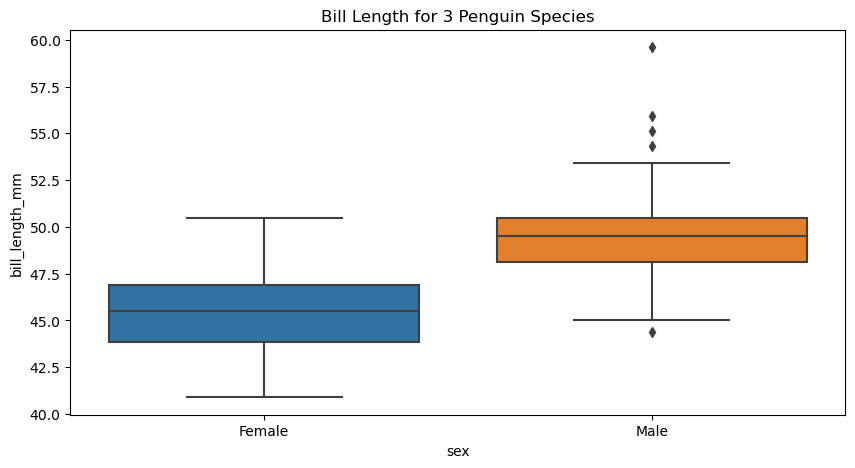 Bill Length for 3 Penguin Species
60.0
57.5
55.0
52.5
50.0
47.5
45.0
42.5
40.0
bill_length_mm
Female
Male
sex